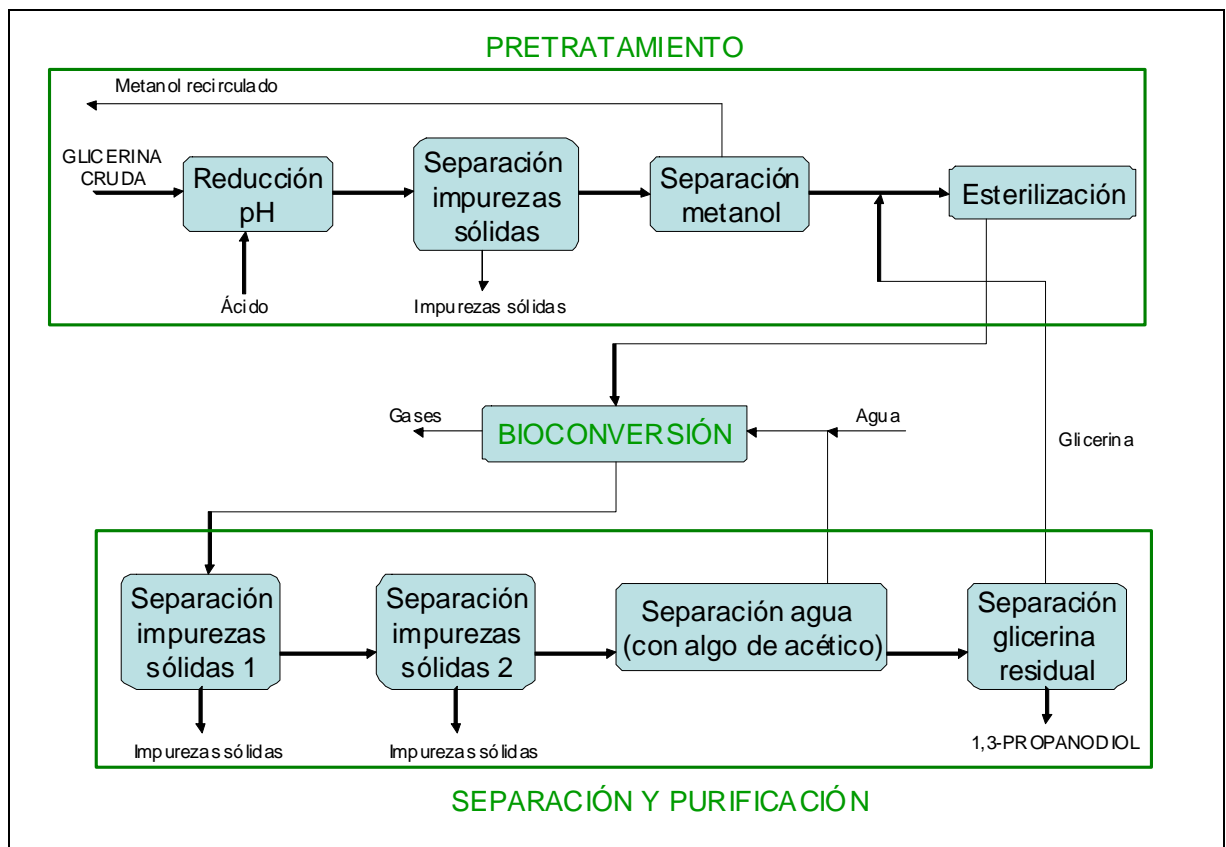 PRETRATAMIENTO
Metanol recirculado
GLICERINA
CRUDA
Reducción
pH
Separación
impurezas
sólidas
Separación
metanol
Esterilización
Ácido
Impurezas sólidas
Gases
BIOCONVERSIÓN
Agua
Glicerina
Separación
impurezas
sólidas 1
Separación
impurezas
sólidas 2
Separación agua
(con algo de acético)
Separación
glicerina
residual
Impurezas sólidas
Impurezas sólidas
1,3-PROPANODIOL
SEPARACIÓN Y PURIFICACIÓN